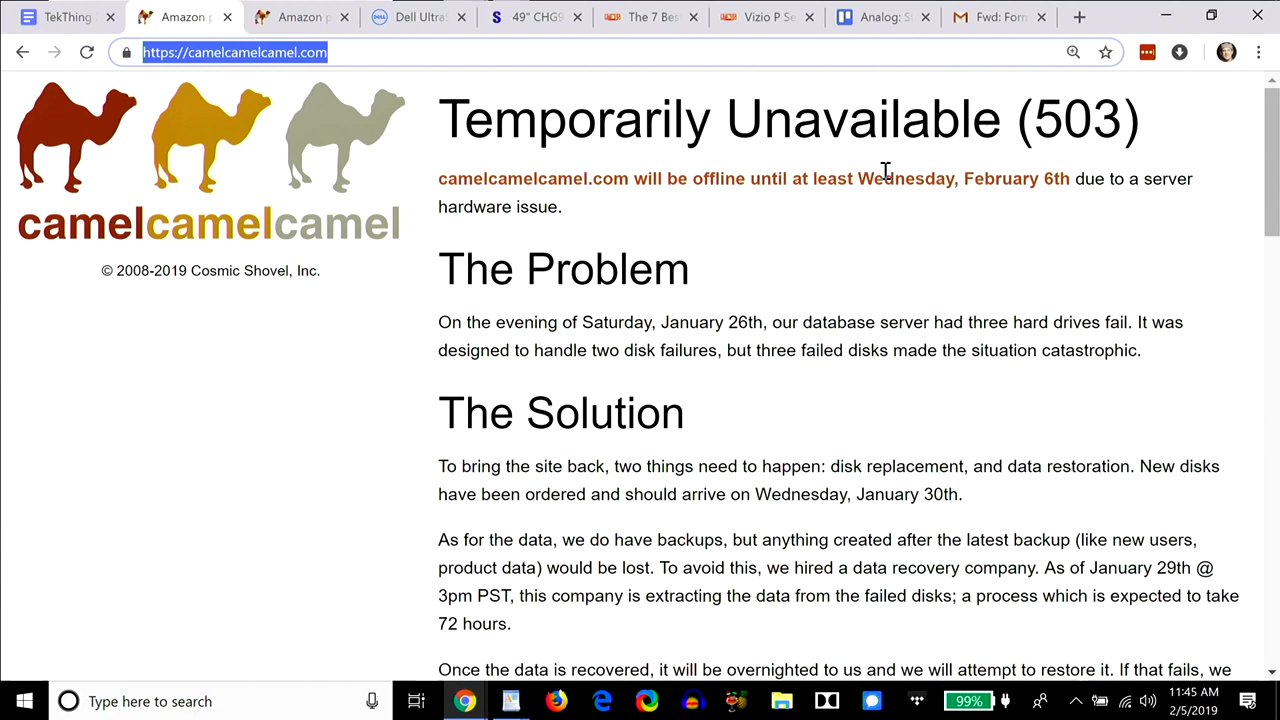 TekThing
Amazon p
Amazon p
Dell Ultra
49" CHG9
The 7 Bes
Vizio P Se
Analog: S
Fwd: Form
https://camelcamelcamel.com
camelcamelcamel
© 2008-2019 Cosmic Shovel, Inc.
Temporarily Unavailable (503)
camelcamelcamel.com will be offline until at least Wednesday, February 6th due to a server
hardware issue.
The Problem
On the evening of Saturday, January 26th, our database server had three hard drives fail. It was
designed to handle two disk failures, but three failed disks made the situation catastrophic.
The Solution
To bring the site back, two things need to happen: disk replacement, and data restoration. New disks
have been ordered and should arrive on Wednesday, January 30th.
As for the data, we do have backups, but anything created after the latest backup (like new users,
product data) would be lost. To avoid this, we hired a data recovery company. As of January 29th @
3pm PST, this company is extracting the data from the failed disks; a process which is expected to take
72 hours.
Once the data is recovered, it will be overnighted to us and we will attempt to restore it. If that fails, we
Type here to search
99%
11:45 AM
2/5/2019